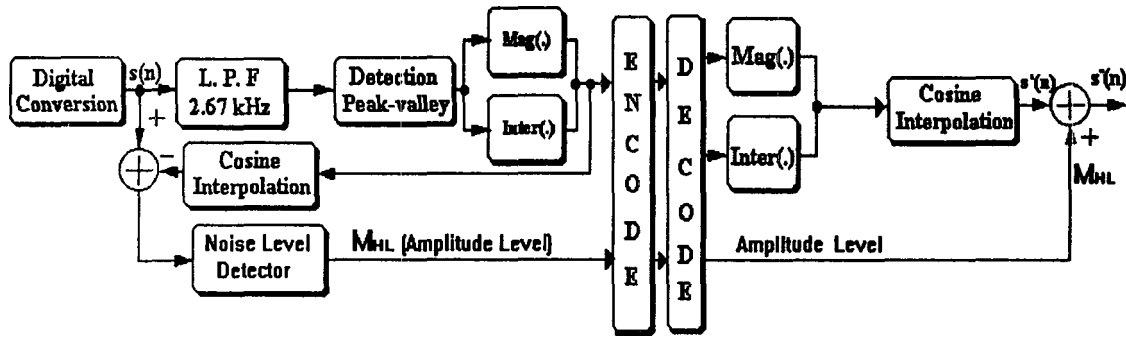 Digital
Conversion
s(n)
+
L. P. F
2.67 kHz
Detection
Peak-valley
Mag(.)
Inter(.)
−
Cosine
Interpolation
Noise Level
Detector
MHL (Amplitude Level)
E
N
C
O
D
E
D
E
C
O
D
E
Mag(.)
Inter(.)
Cosine
Interpolation
s'(n)
s"(n)
+
MHL
Amplitude Level